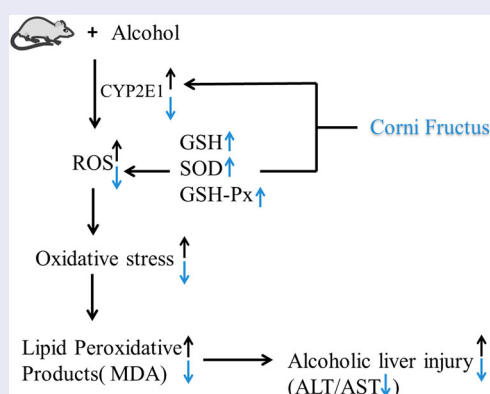 + Alcohol
CYP2E1↑
↓
Corni Fructus
GSH↑
ROS↑
↓
SOD↑
GSH-Px↑
Oxidative stress ↑
↓
Lipid Peroxidative↑
Products( MDA) ↓
Alcoholic liver injury ↑
↓
(ALT/AST↓)